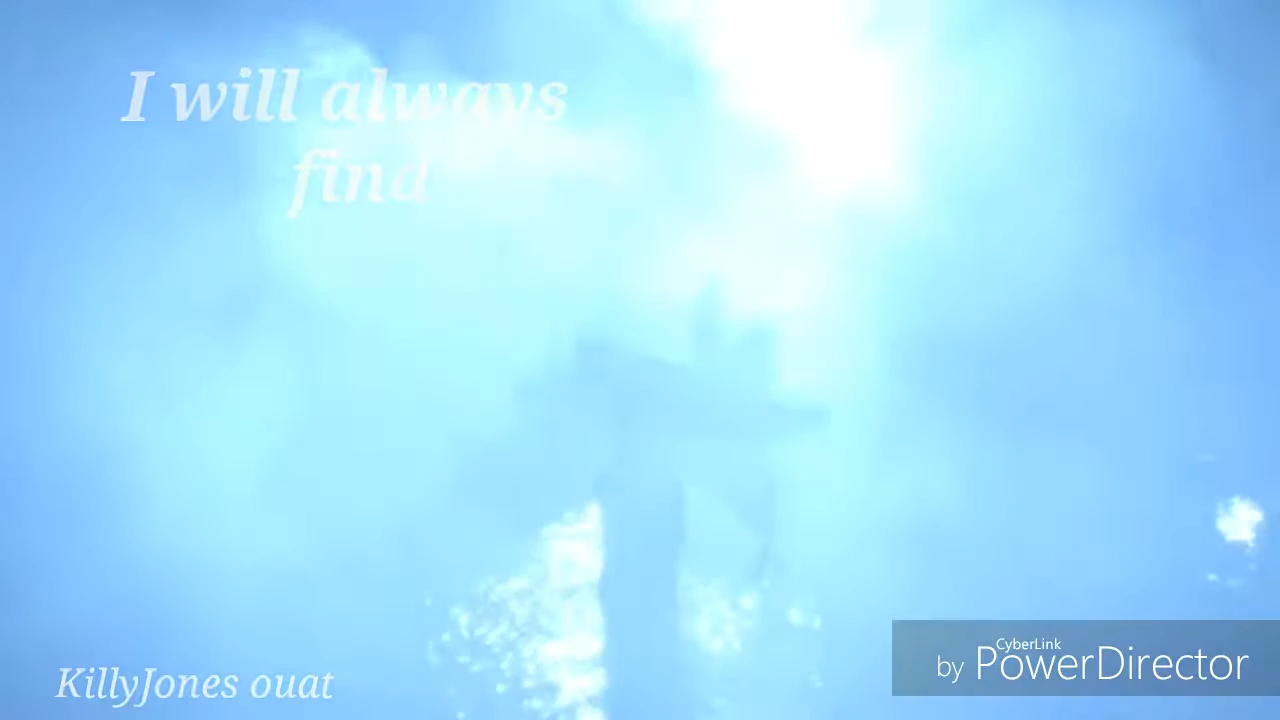 I will always
find
KillyJones ouat
CyberLink
by PowerDirector